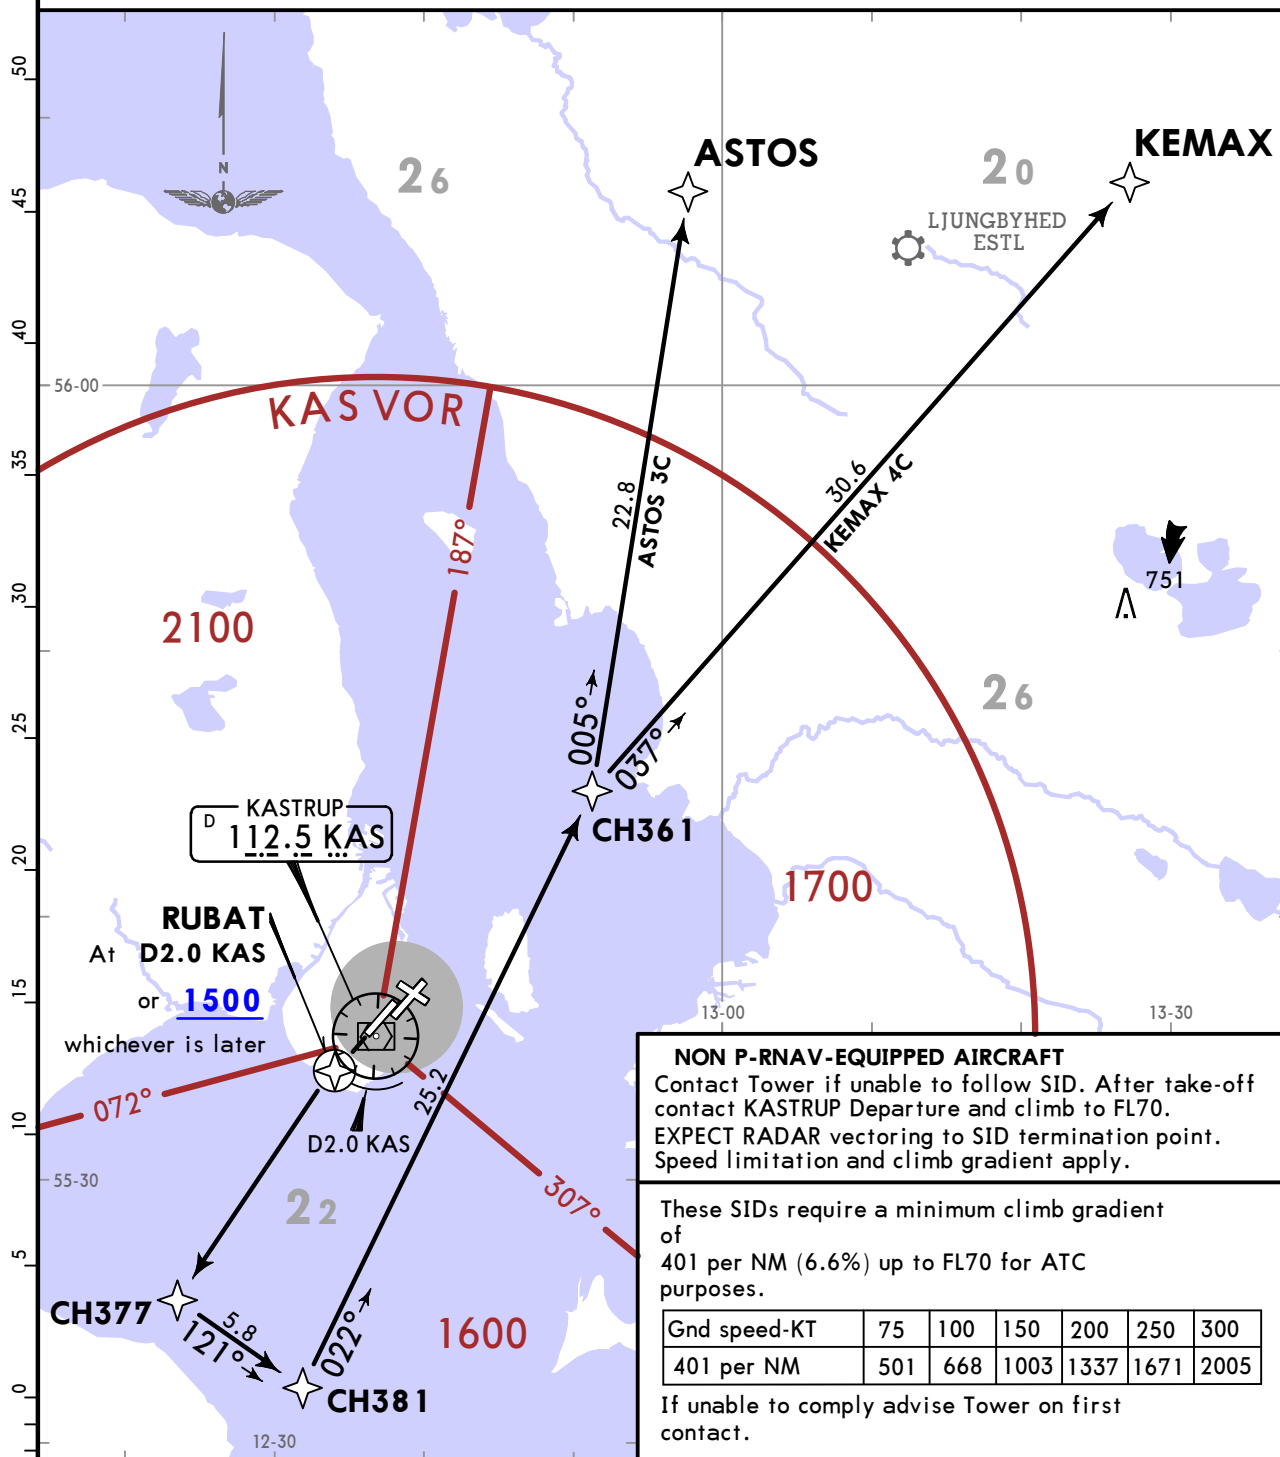 50
45
40
35
30
25
20
15
10
5
0
N
26
ASTOS
20
KEMAX
LJUNGBYHED
ESTL
56-00
KAS VOR
187°
22.8
ASTOS 3C
30.6
KEMAX 4C
751
2100
26
005°
037°
CH361
KASTRUP
D 112.5 KAS
1700
RUBAT
At D2.0 KAS
or 1500
whichever is later
13-00
13-30
072°
25.2
D2.0 KAS
55-30
22
307°
CH377
5.8
121°
022°
1600
CH381
12-30
NON P-RNAV-EQUIPPED AIRCRAFT
Contact Tower if unable to follow SID. After take-off
contact KASTRUP Departure and climb to FL70.
EXPECT RADAR vectoring to SID termination point.
Speed limitation and climb gradient apply.
These SIDs require a minimum climb gradient
of
401 per NM (6.6%) up to FL70 for ATC
purposes.
Gnd speed-KT 75 100 150 200 250 300
401 per NM 501 668 1003 1337 1671 2005
If unable to comply advise Tower on first
contact.